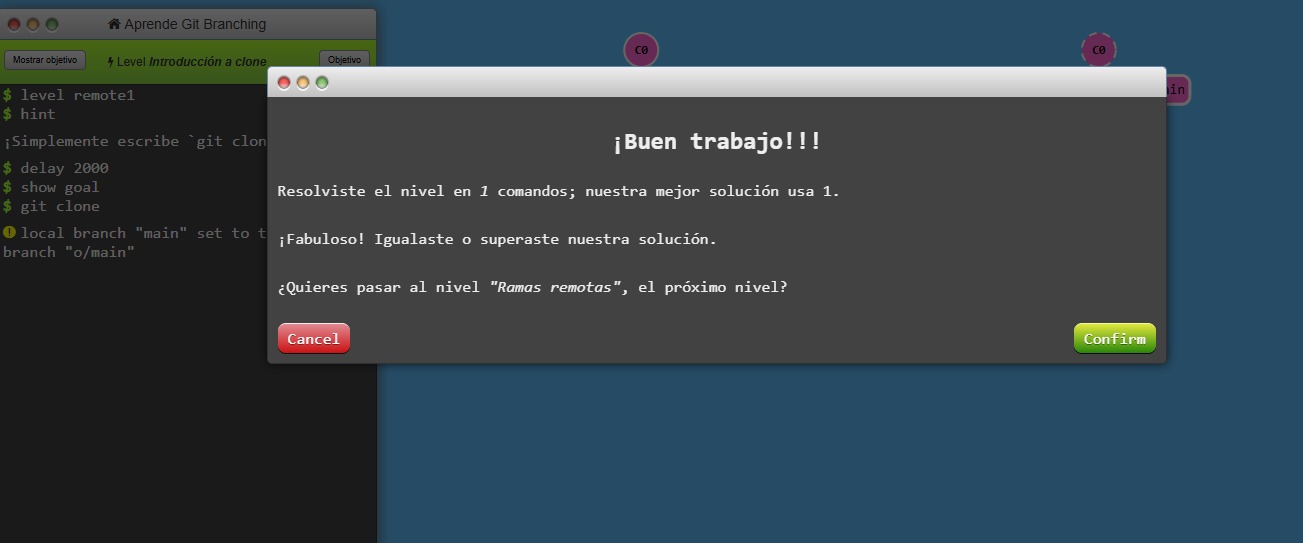 Aprende Git Branching
Mostrar objetivo
Level Introducción a clone
Objetivo
$ level remote1
$ hint
¡Simplemente escribe `git clon
$ delay 2000
$ show goal
$ git clone
local branch "main" set to t
branch "o/main"
C0
C0
¡Buen trabajo!!!
Resolviste el nivel en 1 comandos; nuestra mejor solución usa 1.
¡Fabuloso! Igualaste o superaste nuestra solución.
¿Quieres pasar al nivel "Ramas remotas", el próximo nivel?
Cancel
Confirm